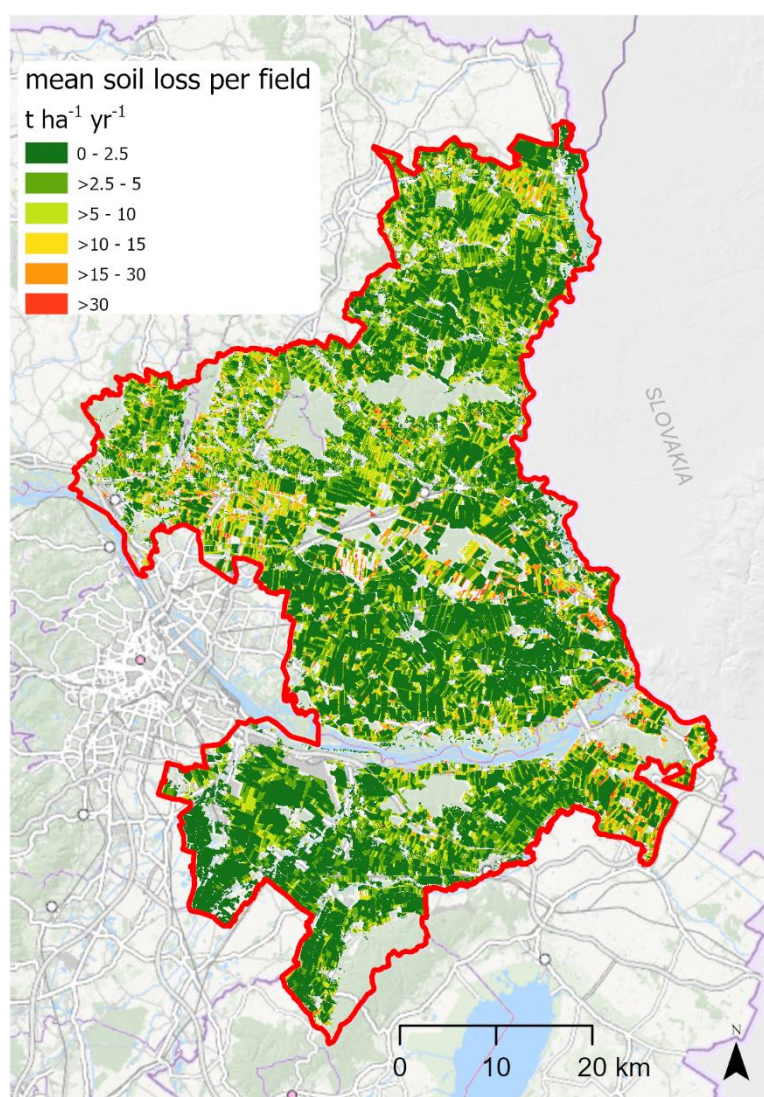 mean soil loss per field
t ha⁻¹ yr⁻¹
0 - 2.5
>2.5 - 5
>5 - 10
>10 - 15
>15 - 30
>30
SLOVAKIA
N
0 10 20 km